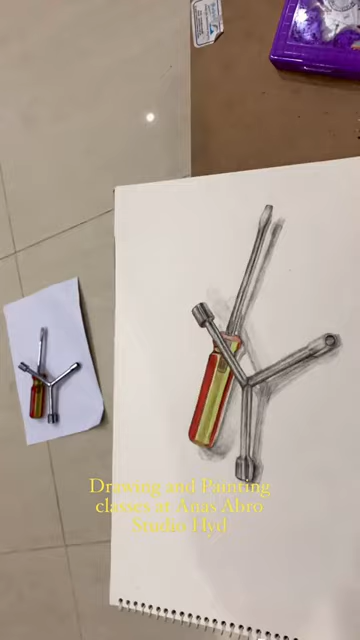 Drawing and Painting
classes at Anas Abro
Studio Hyd